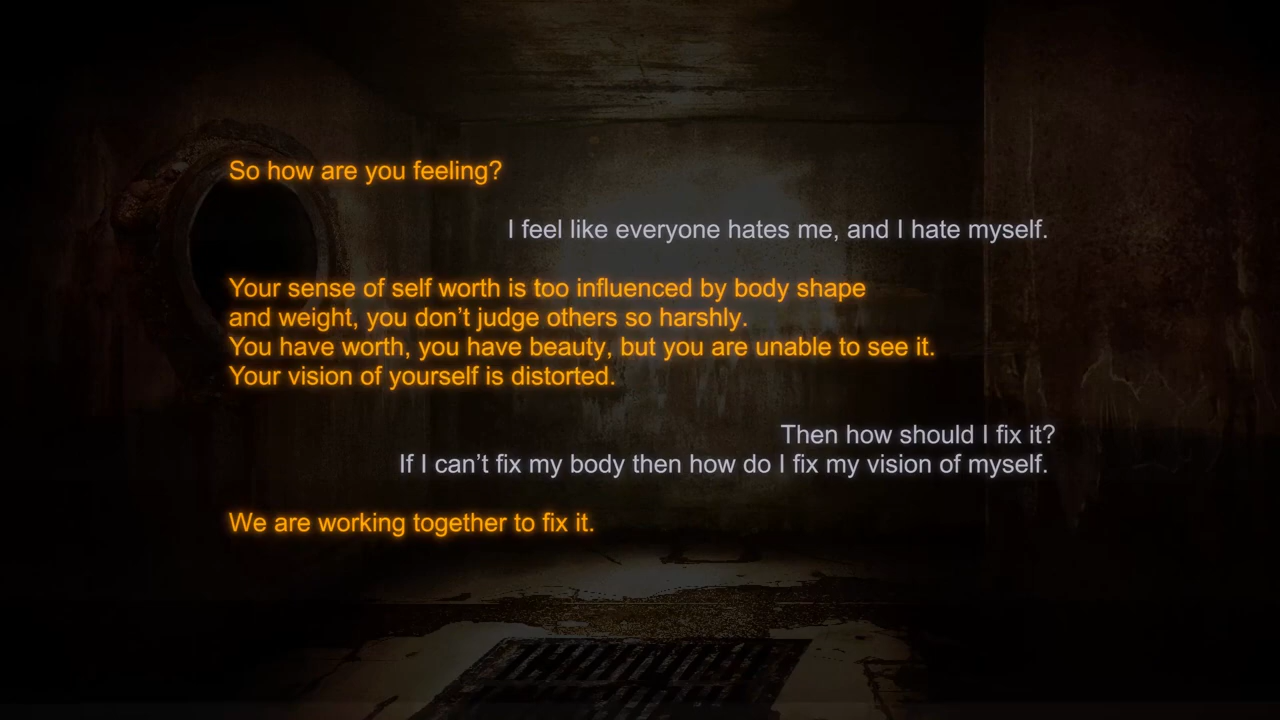 So how are you feeling?
I feel like everyone hates me, and I hate myself.
Your sense of self worth is too influenced by body shape
and weight, you don't judge others so harshly.
You have worth, you have beauty, but you are unable to see it.
Your vision of yourself is distorted.
Then how should I fix it?
If I can't fix my body then how do I fix my vision of myself.
We are working together to fix it.